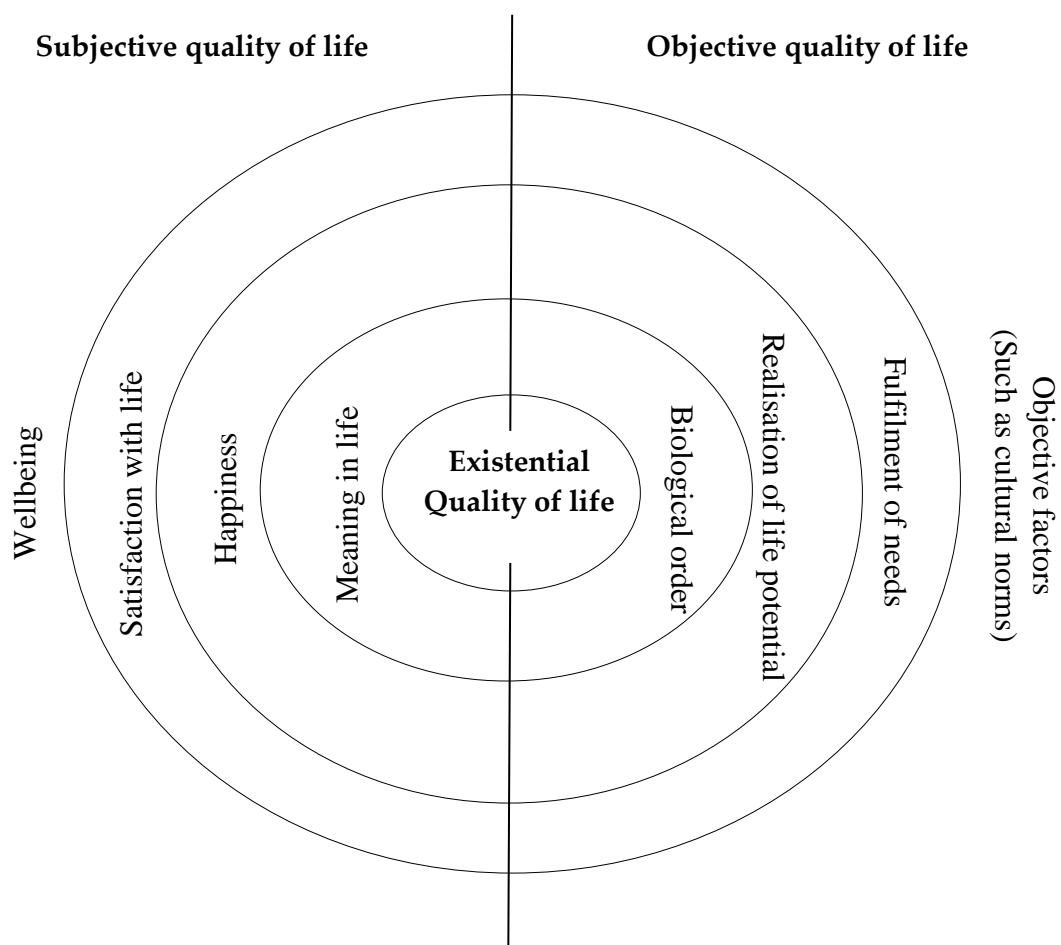 Subjective quality of life
Objective quality of life
Wellbeing
Satisfaction with life
Happiness
Meaning in life
Existential
Quality of life
Biological order
Realisation of life potential
Fulfilment of needs
Objective factors
(Such as cultural norms)